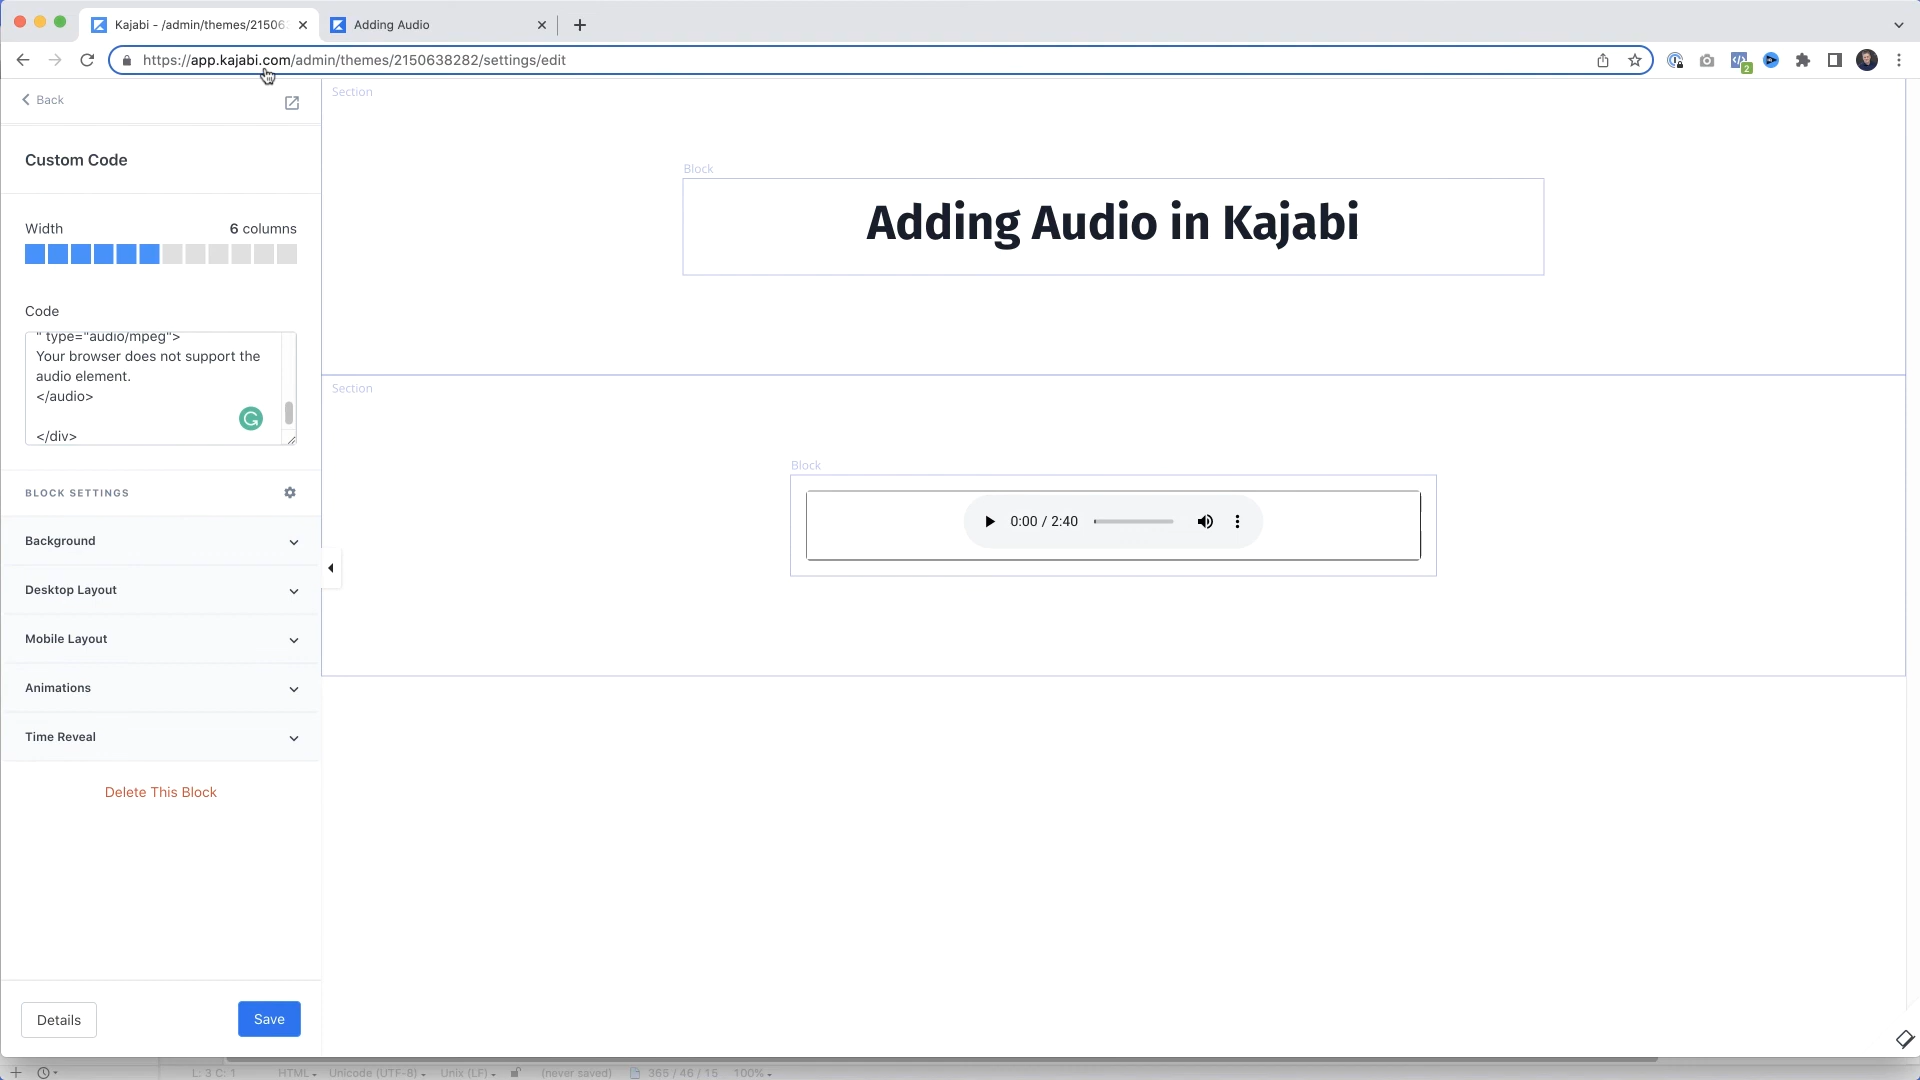 Kajabi - /admin/themes/21506
Adding Audio
https://app.kajabi.com/admin/themes/2150638282/settings/edit
2
Back
Custom Code
Width
6 columns
Code
" type="audio/mpeg">
Your browser does not support the
audio element.
</audio>
</div>
BLOCK SETTINGS
Background
Desktop Layout
Mobile Layout
Animations
Time Reveal
Delete This Block
Details
Save
Section
Block
Adding Audio in Kajabi
Section
Block
0:00 / 2:40
L: 3 C: 1
HTML
Unicode (UTF-8)
Unix (LF)
(never saved)
365 / 46 / 15
100%